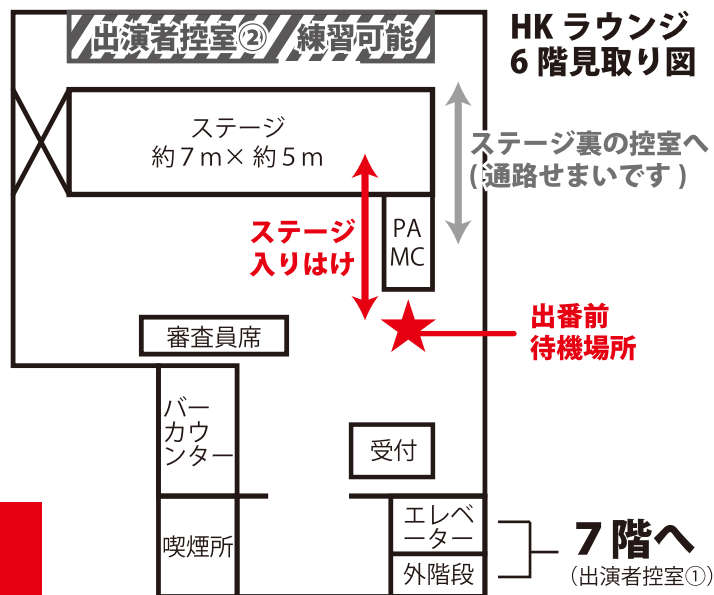 HK ラウンジ
6 階見取り図
出演者控室② 練習可能
ステージ
約7m×約5m
ステージ裏の控室へ
(通路せまいです)
ステージ
入りはけ
PA
MC
出番前
待機場所
審査員席
バー
カウ
ンター
受付
喫煙所
エレベ
ーター
外階段
7階へ
(出演者控室①)